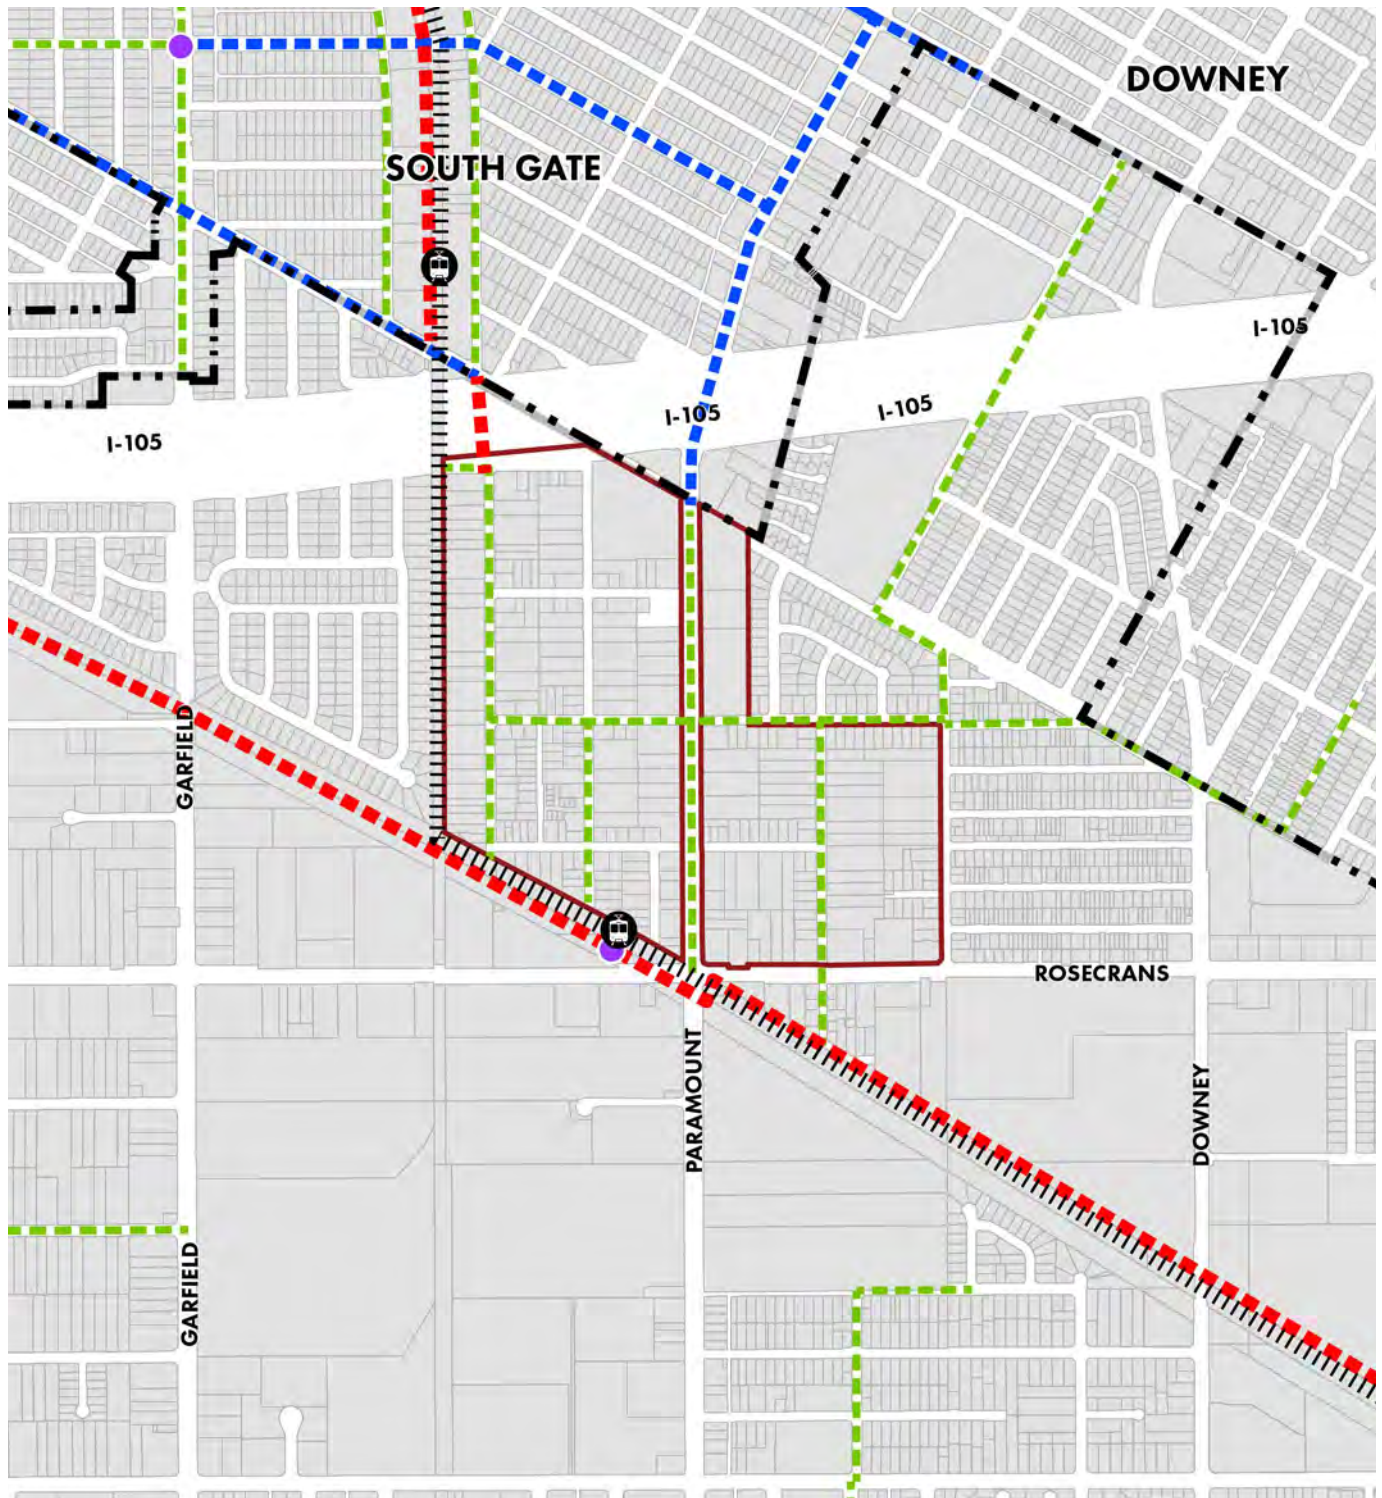 DOWNEY
SOUTH GATE
I-105
I-105
I-105
I-105
GARFIELD
ROSECRANS
PARAMOUNT
DOWNEY
GARFIELD